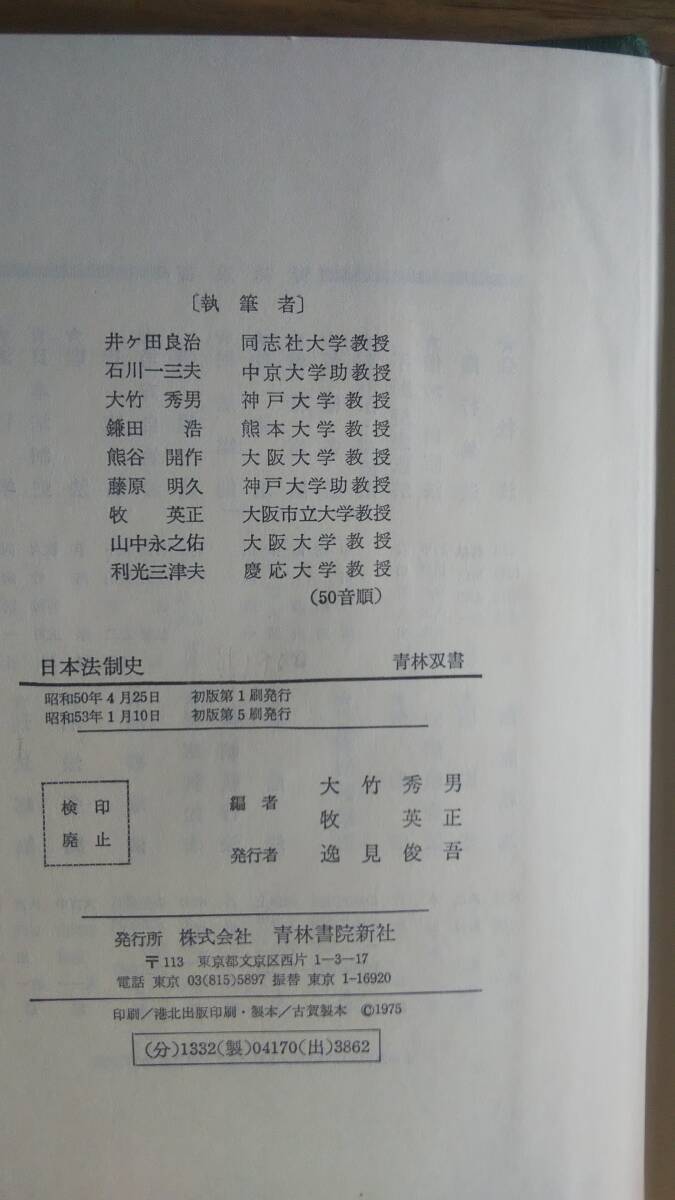 〔執筆者〕
井ヶ田良治 同志社大学教授
石川一三夫 中京大学助教授
大竹 秀男 神戸大学教授
鎌田 浩 熊本大学教授
熊谷 開作 大阪大学教授
藤原 明久 神戸大学助教授
牧 英正 大阪市立大学教授
山中永之佑 大阪大学教授
利光三津夫 慶応大学教授
(50音順)
日本法制史 青林双書
昭和50年4月25日 初版第1刷発行
昭和53年1月10日 初版第5刷発行
検印
廃止
編者 大竹秀男
牧英正
発行者 逸見俊吾
発行所 株式会社 青林書院新社
〒113 東京都文京区西片 1-3-17
電話 東京 03(815)5897 振替 東京 1-16920
印刷/港北出版印刷・製本/古賀製本 ©1975
(分)1332(製)04170(出)3862